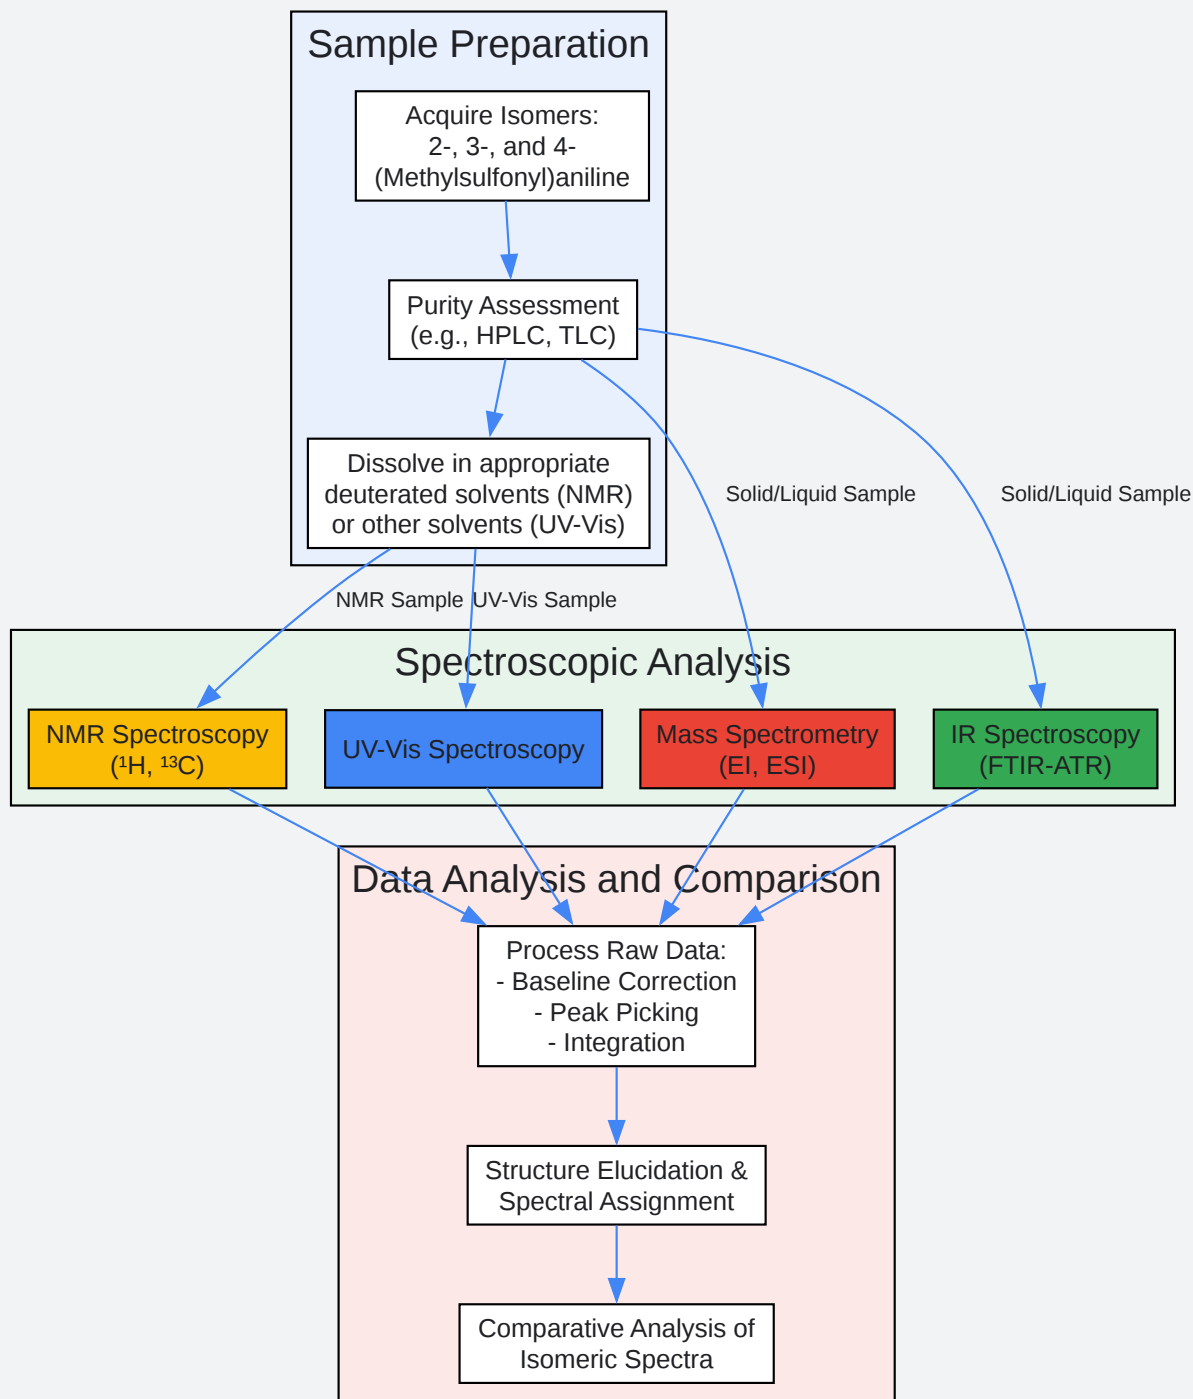 Sample Preparation
Acquire Isomers:
2-, 3-, and 4-
(Methylsulfonyl)aniline
Purity Assessment
(e.g., HPLC, TLC)
Dissolve in appropriate
deuterated solvents (NMR)
or other solvents (UV-Vis)
Solid/Liquid Sample
Solid/Liquid Sample
NMR Sample
UV-Vis Sample
Spectroscopic Analysis
NMR Spectroscopy
(¹H, ¹³C)
UV-Vis Spectroscopy
Mass Spectrometry
(EI, ESI)
IR Spectroscopy
(FTIR-ATR)
Data Analysis and Comparison
Process Raw Data:
- Baseline Correction
- Peak Picking
- Integration
Structure Elucidation &
Spectral Assignment
Comparative Analysis of
Isomeric Spectra